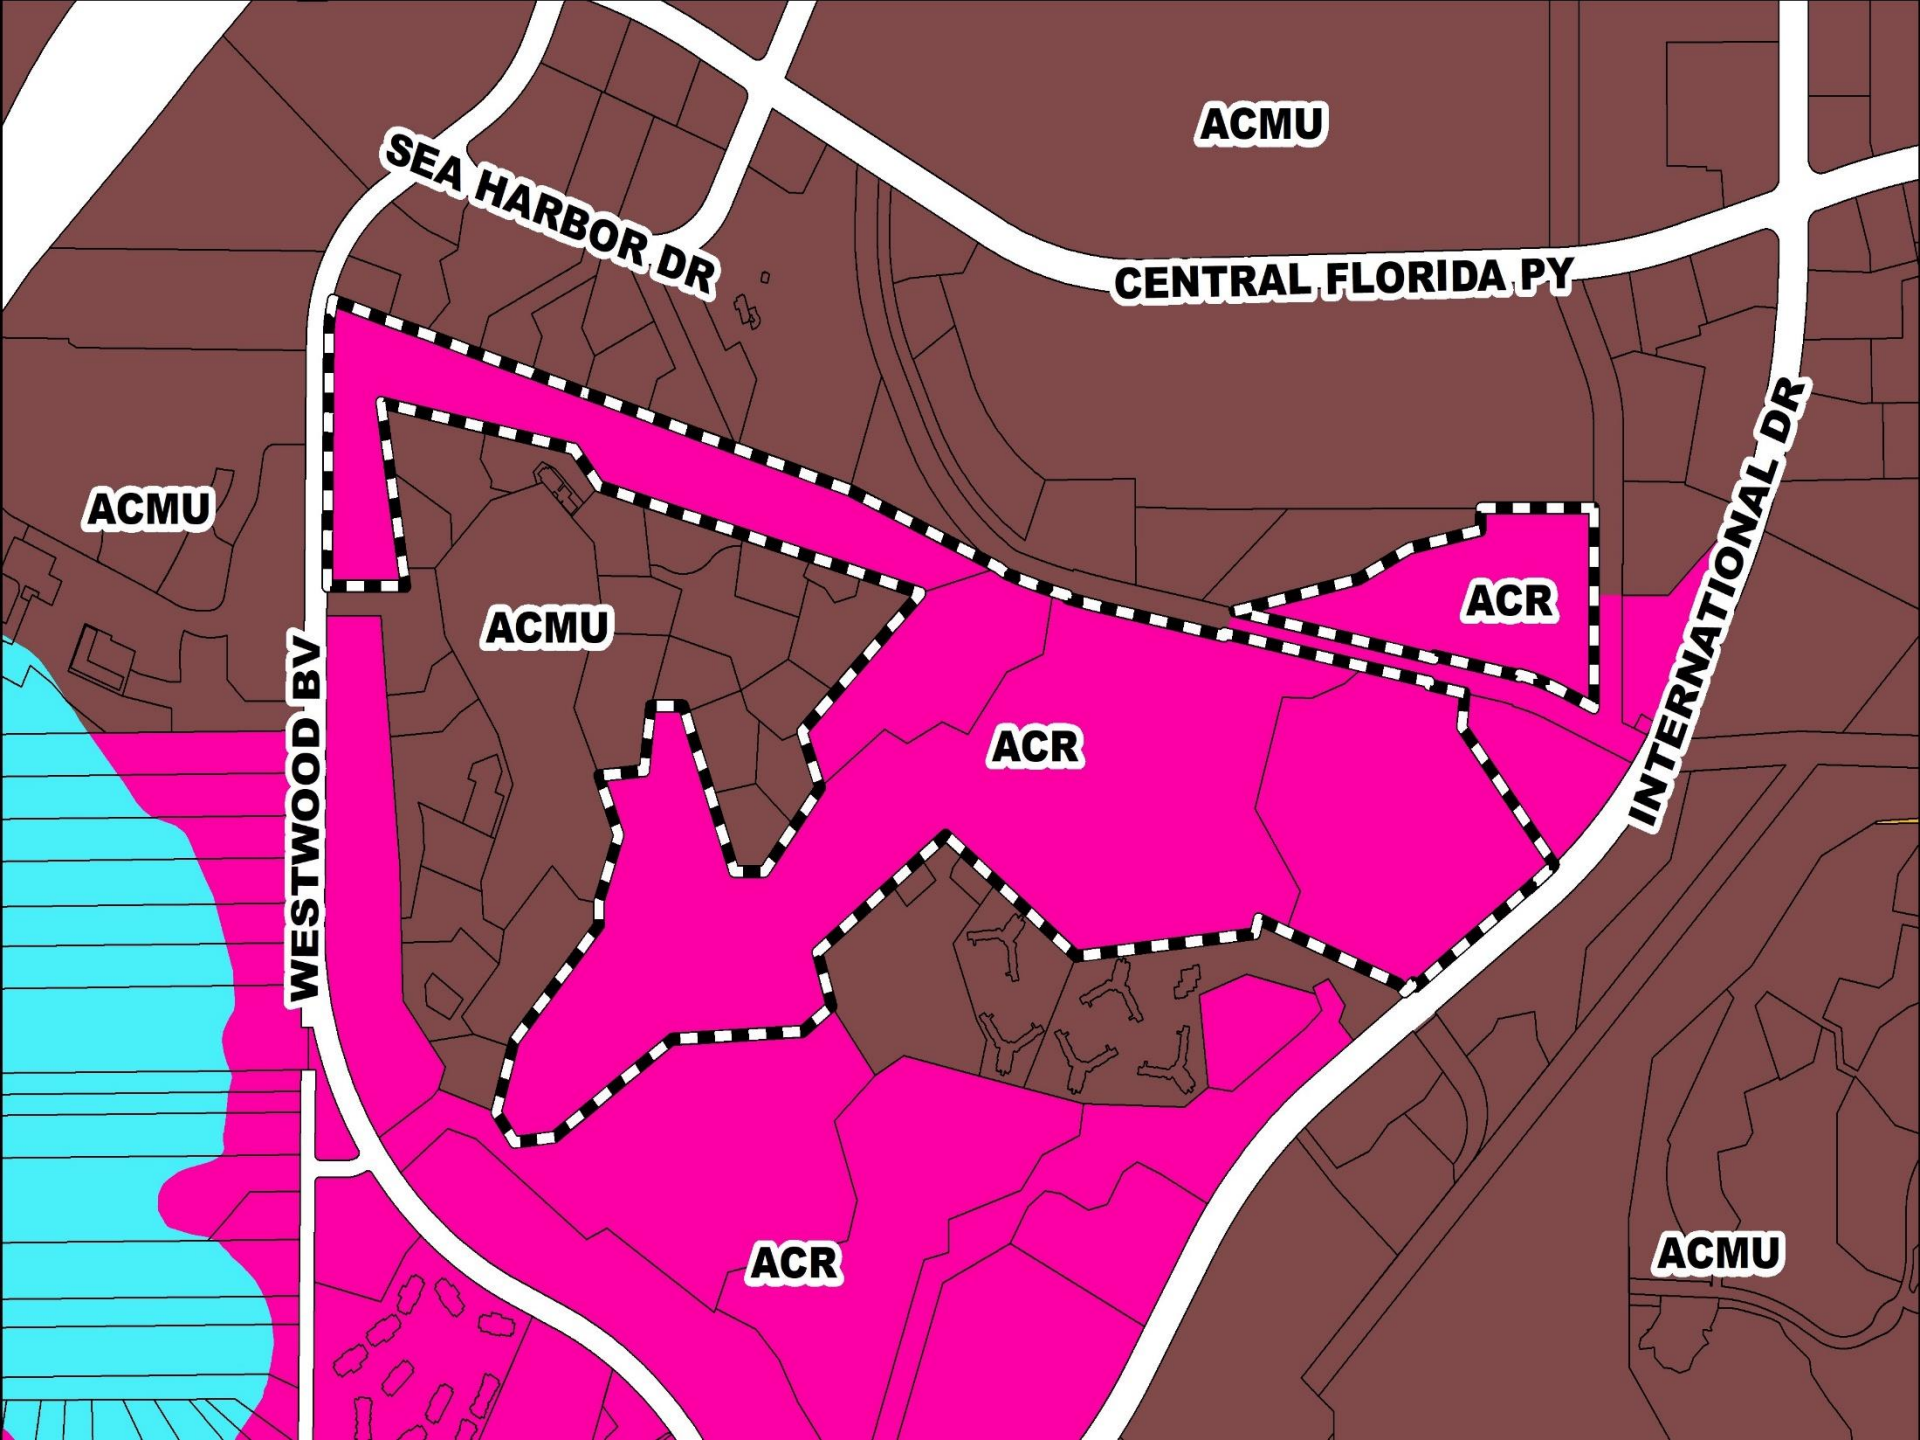 ACMU
SEA HARBOR DR
CENTRAL FLORIDA PY
INTERNATIONAL DR
ACMU
ACR
ACMU
WESTWOOD BV
ACR
ACMU
ACR